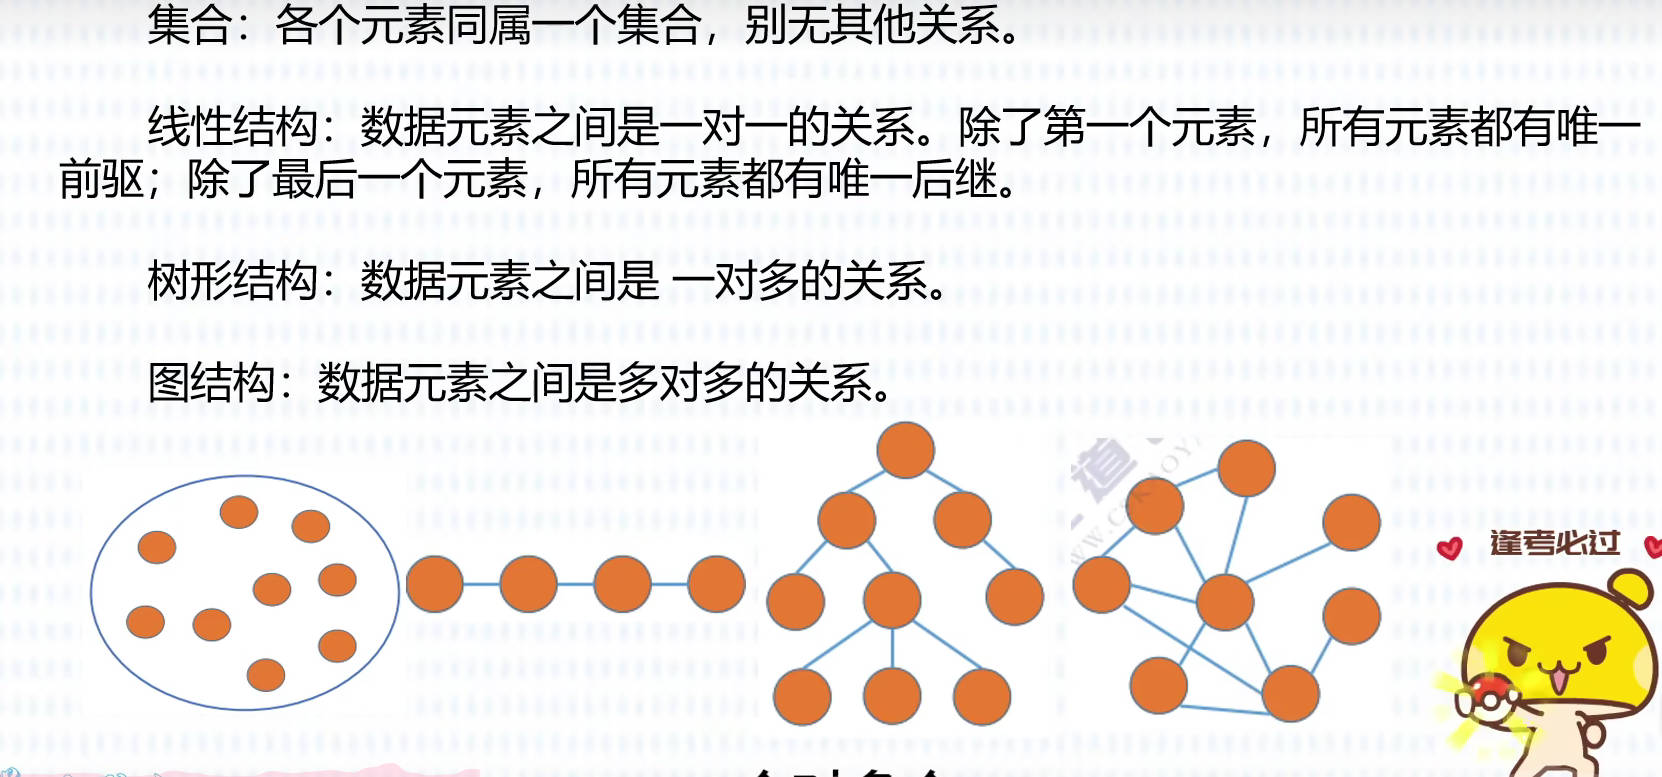 集合：各个元素同属一个集合，别无其他关系。
线性结构：数据元素之间是一对一的关系。除了第一个元素，所有元素都有唯一
前驱；除了最后一个元素，所有元素都有唯一后继。
树形结构：数据元素之间是 一对多的关系。
图结构：数据元素之间是多对多的关系。
道
逢考必过